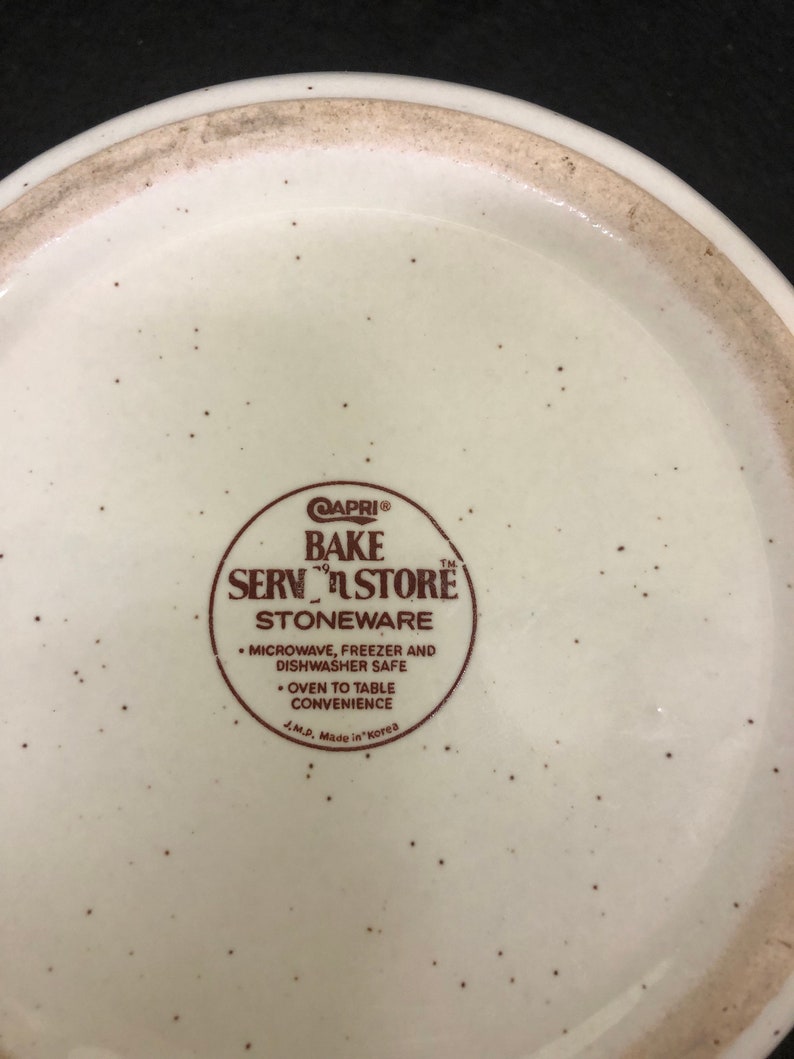 CAPRI®
BAKE
SERV 'n STORE™
STONEWARE
• MICROWAVE, FREEZER AND
DISHWASHER SAFE
• OVEN TO TABLE
CONVENIENCE
J.M.P. Made in Korea